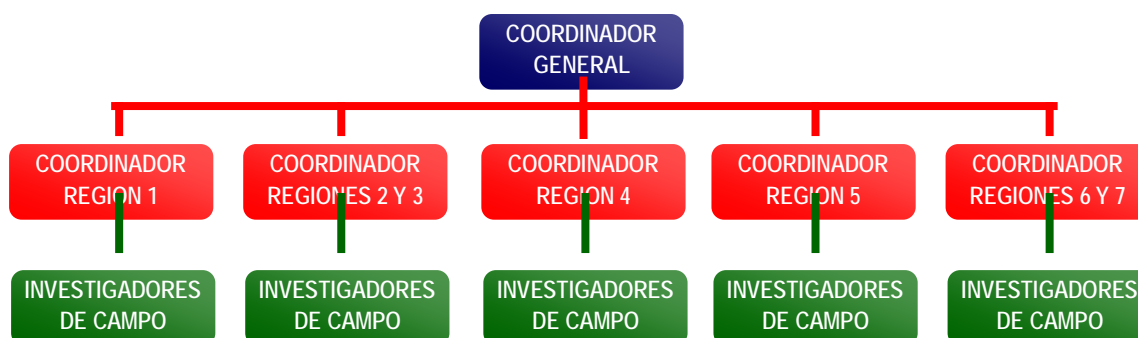 COORDINADOR
GENERAL
COORDINADOR
REGION 1
COORDINADOR
REGIONES 2 Y 3
COORDINADOR
REGION 4
COORDINADOR
REGION 5
COORDINADOR
REGIONES 6 Y 7
INVESTIGADORES
DE CAMPO
INVESTIGADORES
DE CAMPO
INVESTIGADORES
DE CAMPO
INVESTIGADORES
DE CAMPO
INVESTIGADORES
DE CAMPO